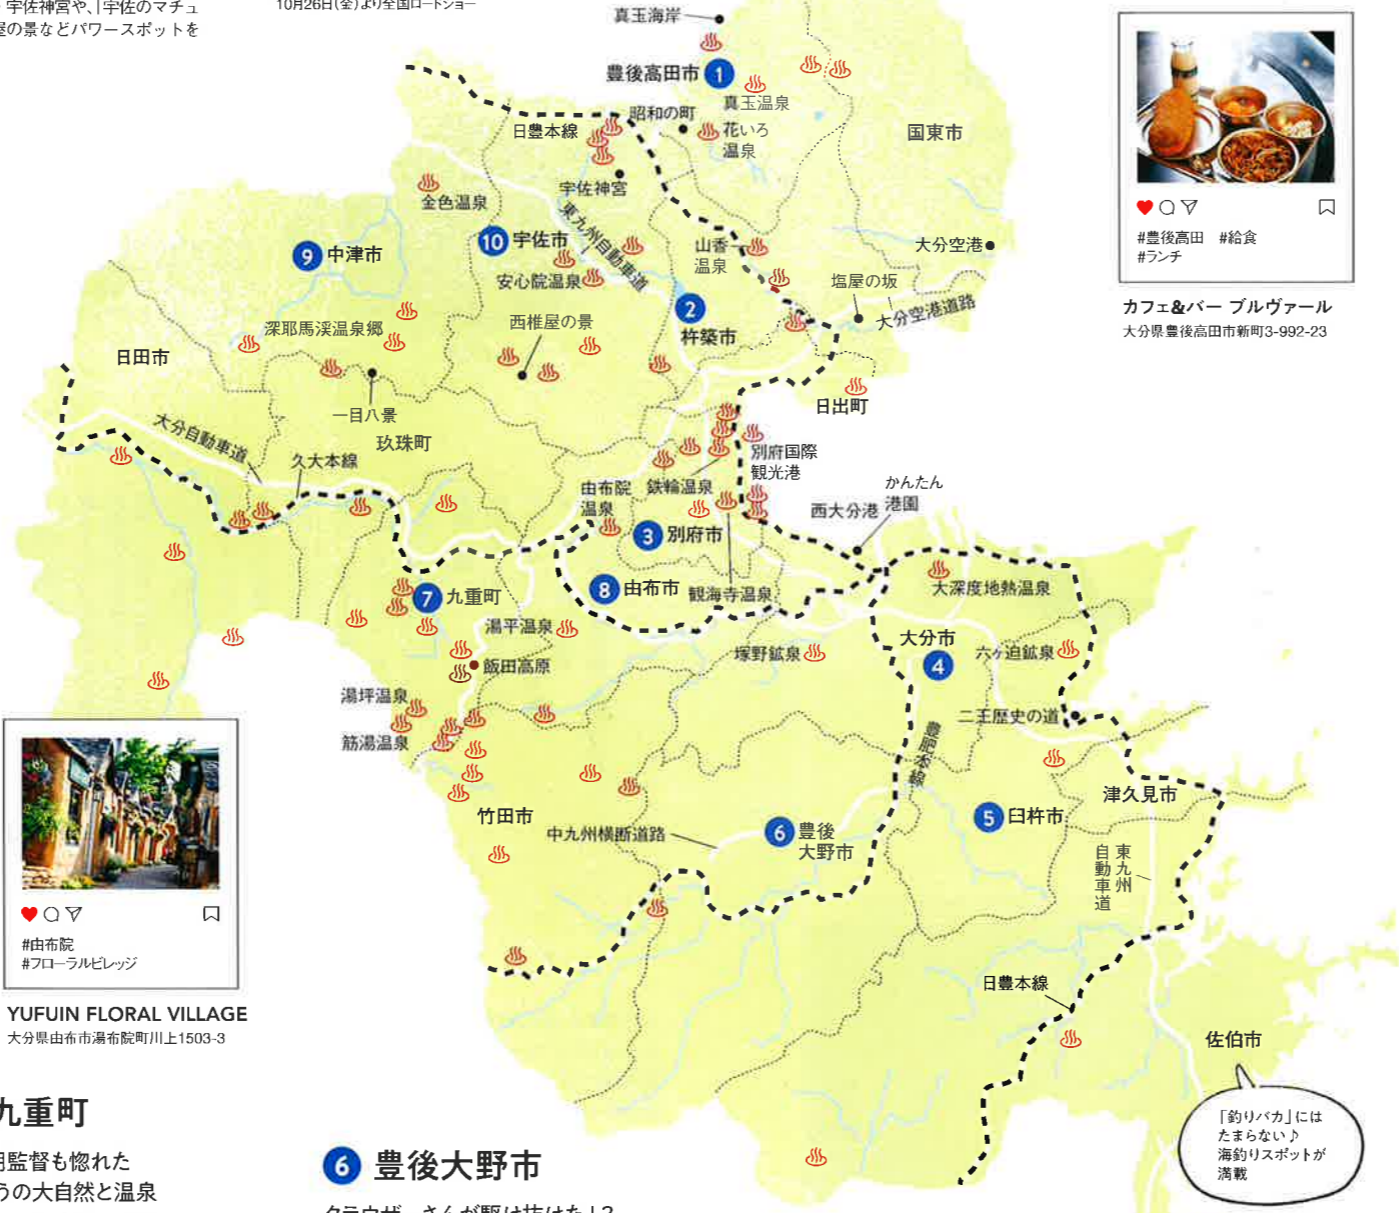 宇佐神宮や、「宇佐のマチュ
屋の景などパワースポットを
10月26日(金)より全国ロードショー
真玉海岸
豊後高田市
1
真玉温泉
昭和の町
花いろ
温泉
国東市
日豊本線
宇佐神宮
金色温泉
東九州自動車道
10
宇佐市
9
中津市
安心院温泉
山香
温泉
大分空港
塩屋の坂
大分空港道路
2
杵築市
深耶馬渓温泉郷
西椎屋の景
日田市
一目八景
玖珠町
日出町
大分自動車道
久大本線
別府国際
観光港
由布院
温泉
鉄輪温泉
かんたん
港園
西大分港
3
別府市
8
由布市
観海寺温泉
7
九重町
大深度地熱温泉
湯平温泉
大分市
4
塚野鉱泉
六ヶ迫鉱泉
飯田高原
湯坪温泉
筋湯温泉
二王歴史の道
豊肥本線
津久見市
竹田市
中九州横断道路
6
豊後
大野市
5
臼杵市
東九州
自動車道
日豊本線
佐伯市
「釣りバカ」には
たまらない♪
海釣りスポットが
満載
#豊後高田 #給食
#ランチ
カフェ&バー ブルヴァール
大分県豊後高田市新町3-992-23
#由布院
#フローラルビレッジ
YUFUIN FLORAL VILLAGE
大分県由布市湯布院町川上1503-3
九重町
監督も惚れた
うの大自然と温泉
6 豊後大野市